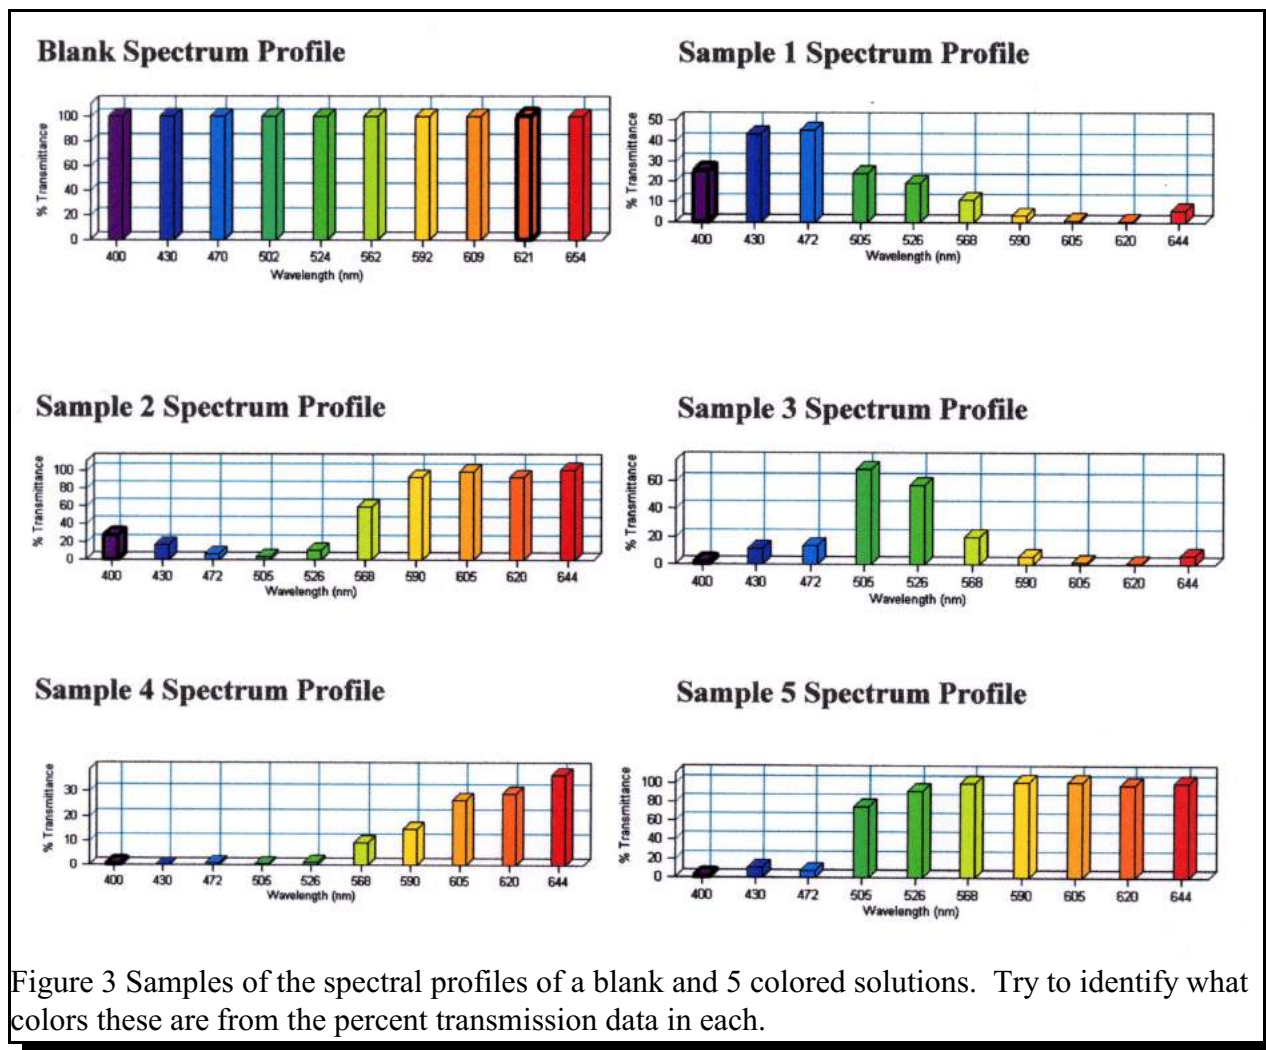 Blank Spectrum Profile
% Transmittance
100
80
60
40
20
0
400 430 470 502 524 562 592 609 621 654
Wavelength (nm)
Sample 1 Spectrum Profile
% Transmittance
50
40
30
20
10
0
400 430 472 505 526 568 590 605 620 644
Wavelength (nm)
Sample 2 Spectrum Profile
% Transmittance
100
80
60
40
20
0
400 430 472 505 526 568 590 605 620 644
Wavelength (nm)
Sample 3 Spectrum Profile
% Transmittance
60
40
20
0
400 430 472 505 526 568 590 605 620 644
Wavelength (nm)
Sample 4 Spectrum Profile
% Transmittance
30
20
10
0
400 430 472 505 526 568 590 605 620 644
Wavelength (nm)
Sample 5 Spectrum Profile
% Transmittance
100
80
60
40
20
0
400 430 472 505 526 568 590 605 620 644
Wavelength (nm)
Figure 3 Samples of the spectral profiles of a blank and 5 colored solutions.  Try to identify what
colors these are from the percent transmission data in each.